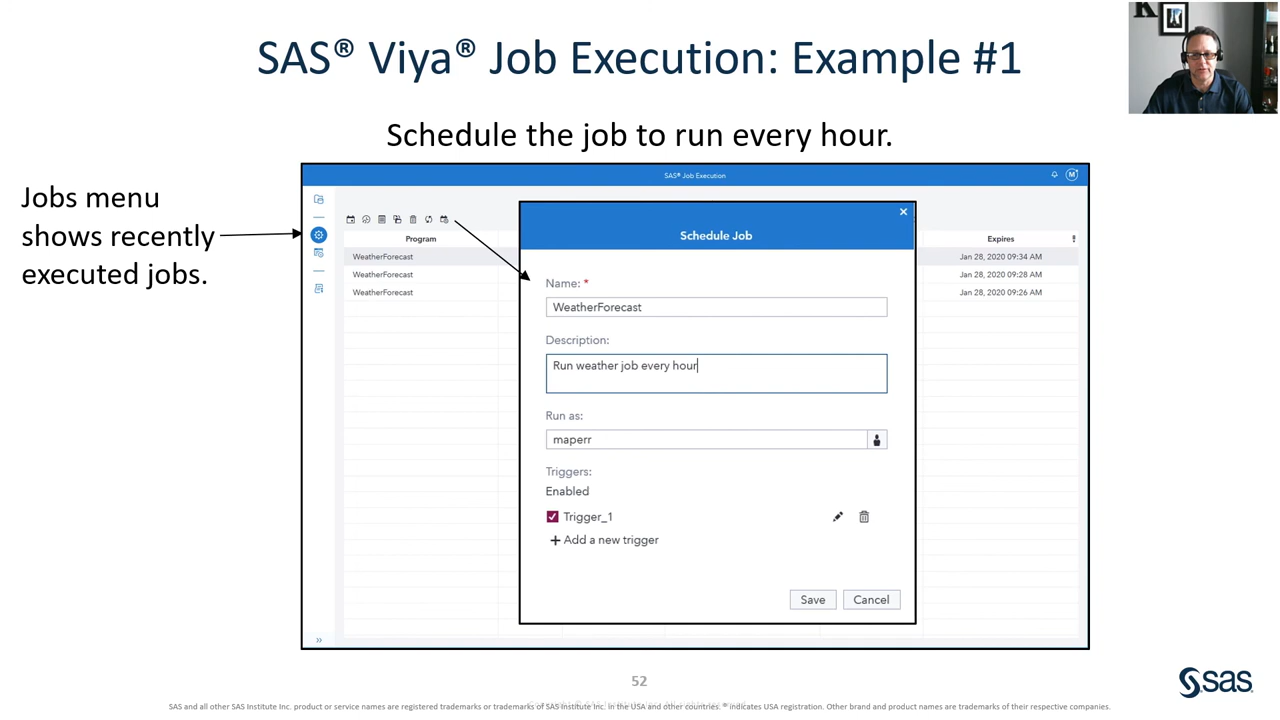 SAS® Viya® Job Execution: Example #1
Schedule the job to run every hour.
Jobs menu
shows recently
executed jobs.
SAS® Job Execution
M
Program
Expires
WeatherForecast
Jan 28, 2020 09:34 AM
WeatherForecast
Jan 28, 2020 09:28 AM
WeatherForecast
Jan 28, 2020 09:26 AM
Schedule Job
Name: *
WeatherForecast
Description:
Run weather job every hour
Run as:
maperr
Triggers:
Enabled
Trigger_1
Add a new trigger
Save
Cancel
52
sas
SAS and all other SAS Institute Inc. product or service names are registered trademarks or trademarks of SAS Institute Inc. in the USA and other countries. ® indicates USA registration. Other brand and product names are trademarks of their respective companies.